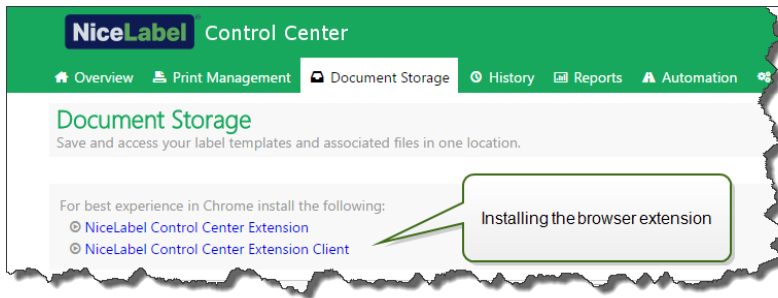 NiceLabel Control Center
Overview Print Management Document Storage History Reports Automation
Document Storage
Save and access your label templates and associated files in one location.
For best experience in Chrome install the following:
NiceLabel Control Center Extension
NiceLabel Control Center Extension Client
Installing the browser extension